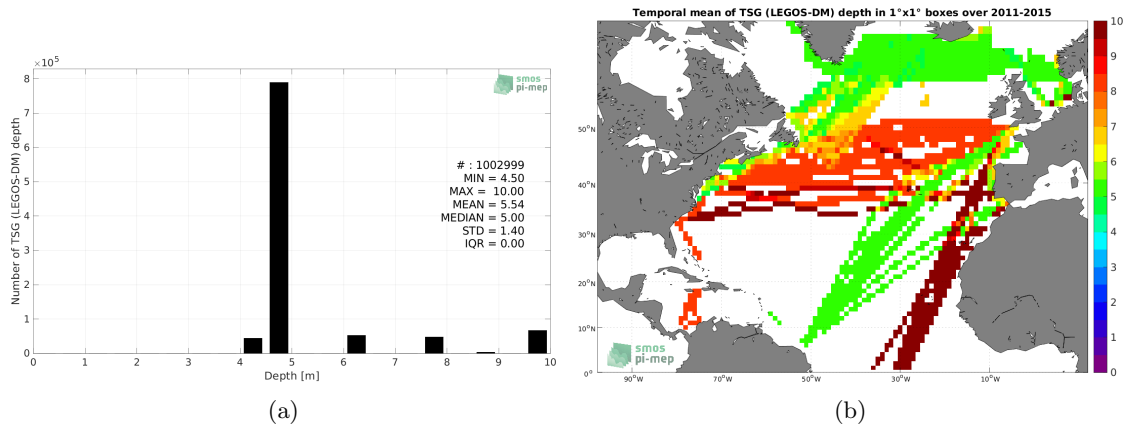 ×10⁵
8
7
6
5
4
3
2
1
0
Number of TSG (LEGOS-DM) depth
smos
pi-mep
# : 1002999
MIN = 4.50
MAX = 10.00
MEAN = 5.54
MEDIAN = 5.00
STD = 1.40
IQR = 0.00
0 1 2 3 4 5 6 7 8 9 10
Depth [m]
(a)
Temporal mean of TSG (LEGOS-DM) depth in 1°x1° boxes over 2011-2015
50°N
40°N
30°N
20°N
10°N
0°
90°W 70°W 50°W 30°W 10°W
smos
pi-mep
10
9
8
7
6
5
4
3
2
1
0
(b)